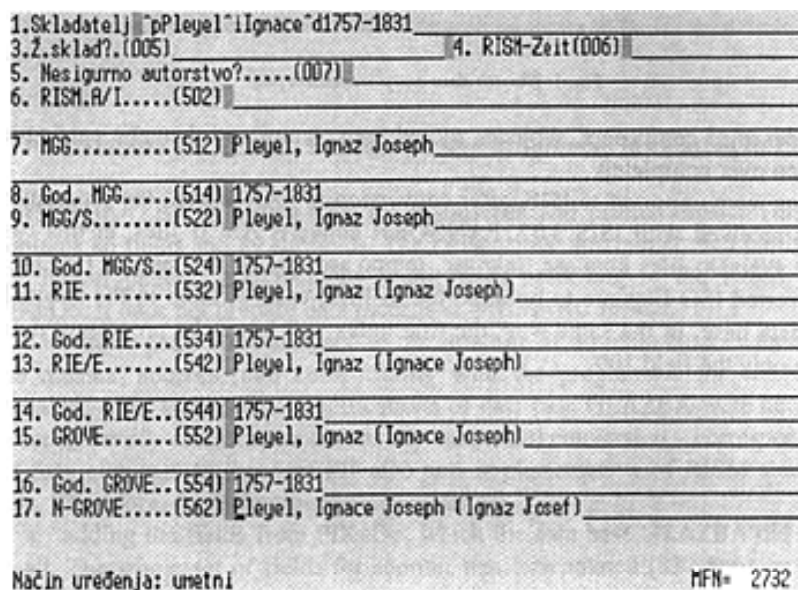 1.Skladatelj ^pPleyel^iIgnace^d1757-1831
3.Ž.sklad?.(005) 4. RISM-Zeit(006)
5. Nesigurno autorstvo?.....(007)
6. RISM.A/I.....(502)
7. MGG..........(512) Pleyel, Ignaz Joseph
8. God. MGG.....(514) 1757-1831
9. MGG/S........(522) Pleyel, Ignaz Joseph
10. God. MGG/S..(524) 1757-1831
11. RIE.........(532) Pleyel, Ignaz (Ignaz Joseph)
12. God. RIE....(534) 1757-1831
13. RIE/E.......(542) Pleyel, Ignaz (Ignace Joseph)
14. God. RIE/E..(544) 1757-1831
15. GROVE.......(552) Pleyel, Ignaz (Ignace Joseph)
16. God. GROVE..(554) 1757-1831
17. N-GROVE.....(562) Pleyel, Ignace Joseph (Ignaz Josef)
Način uređenja: umetni MFN= 2732